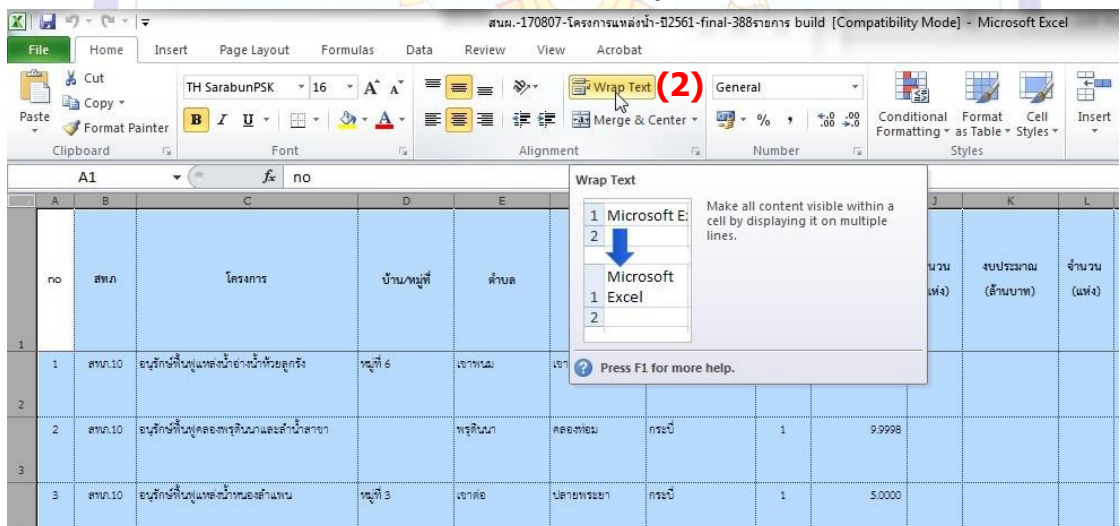 สนผ.-170807-โครงการแหล่งน้ำ-ปี2561-final-388รายการ build [Compatibility Mode] - Microsoft Excel
File Home Insert Page Layout Formulas Data Review View Acrobat
Cut
Copy
Format Painter
Paste
TH SarabunPSK 16
Wrap Text (2)
Merge & Center
General
Conditional Formatting
Format as Table
Cell Styles
Insert
Clipboard Font Alignment Number Styles
A1 fx no
Wrap Text
Make all content visible within a
cell by displaying it on multiple
lines.
1 Microsoft E
2
Microsoft
1 Excel
2
Press F1 for more help.
A B C D E J K L
1 no สทภ โครงการ บ้าน/หมู่ที่ ตำบล งบประมาณ (ล้านบาท) จำนวน (แห่ง)
2 1 สทภ.10 อนุรักษ์ฟื้นฟูแหล่งน้ำอ่างน้ำห้วยลูกรัง หมู่ที่ 6 เขาพนม
3 2 สทภ.10 อนุรักษ์ฟื้นฟูคลองพรุดินนาและลำน้ำสาขา พรุดินนา คลองท่อม กระบี่ 1 9.9998
3 สทภ.10 อนุรักษ์ฟื้นฟูแหล่งน้ำหนองลำแพน หมู่ที่ 3 เขาต่อ ปลายพระยา กระบี่ 1 5.0000